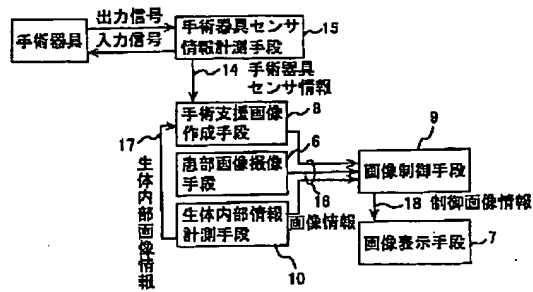 出力信号
入力信号
手術器具
手術器具センサ
情報計測手段
15
14
手術器具
センサ情報
手術支援画像
作成手段
8
17
生体内部画像情報
患部画像撮像
手段
6
16
画像情報
生体内部情報
計測手段
10
9
画像制御手段
18 制御画像情報
画像表示手段
7